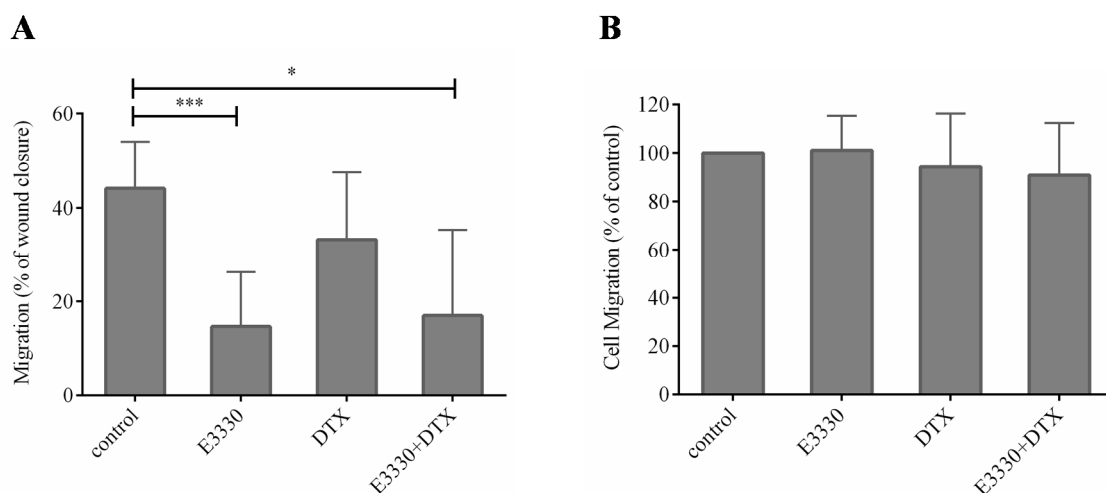 A
B
*
***
Migration (% of wound closure)
60
40
20
0
control
E3330
DTX
E3330+DTX
Cell Migration (% of control)
120
100
80
60
40
20
0
control
E3330
DTX
E3330+DTX